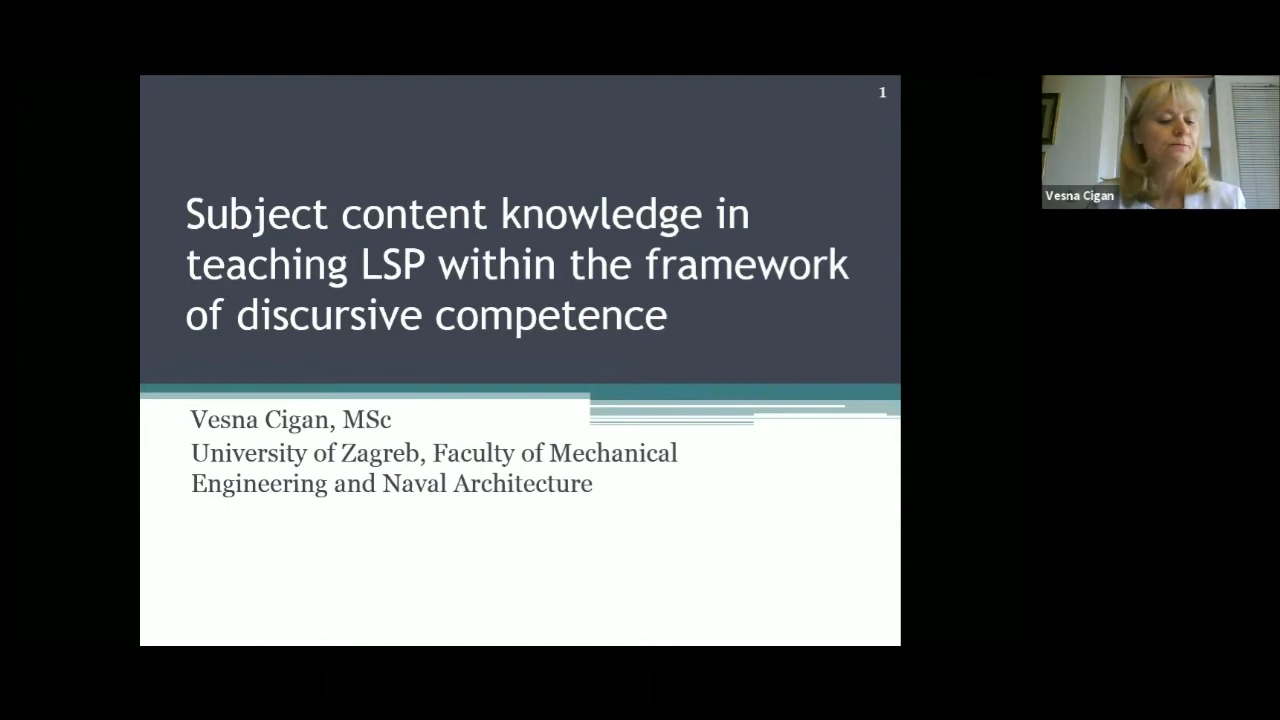 1
Subject content knowledge in
teaching LSP within the framework
of discursive competence
Vesna Cigan, MSc
University of Zagreb, Faculty of Mechanical
Engineering and Naval Architecture
Vesna Cigan